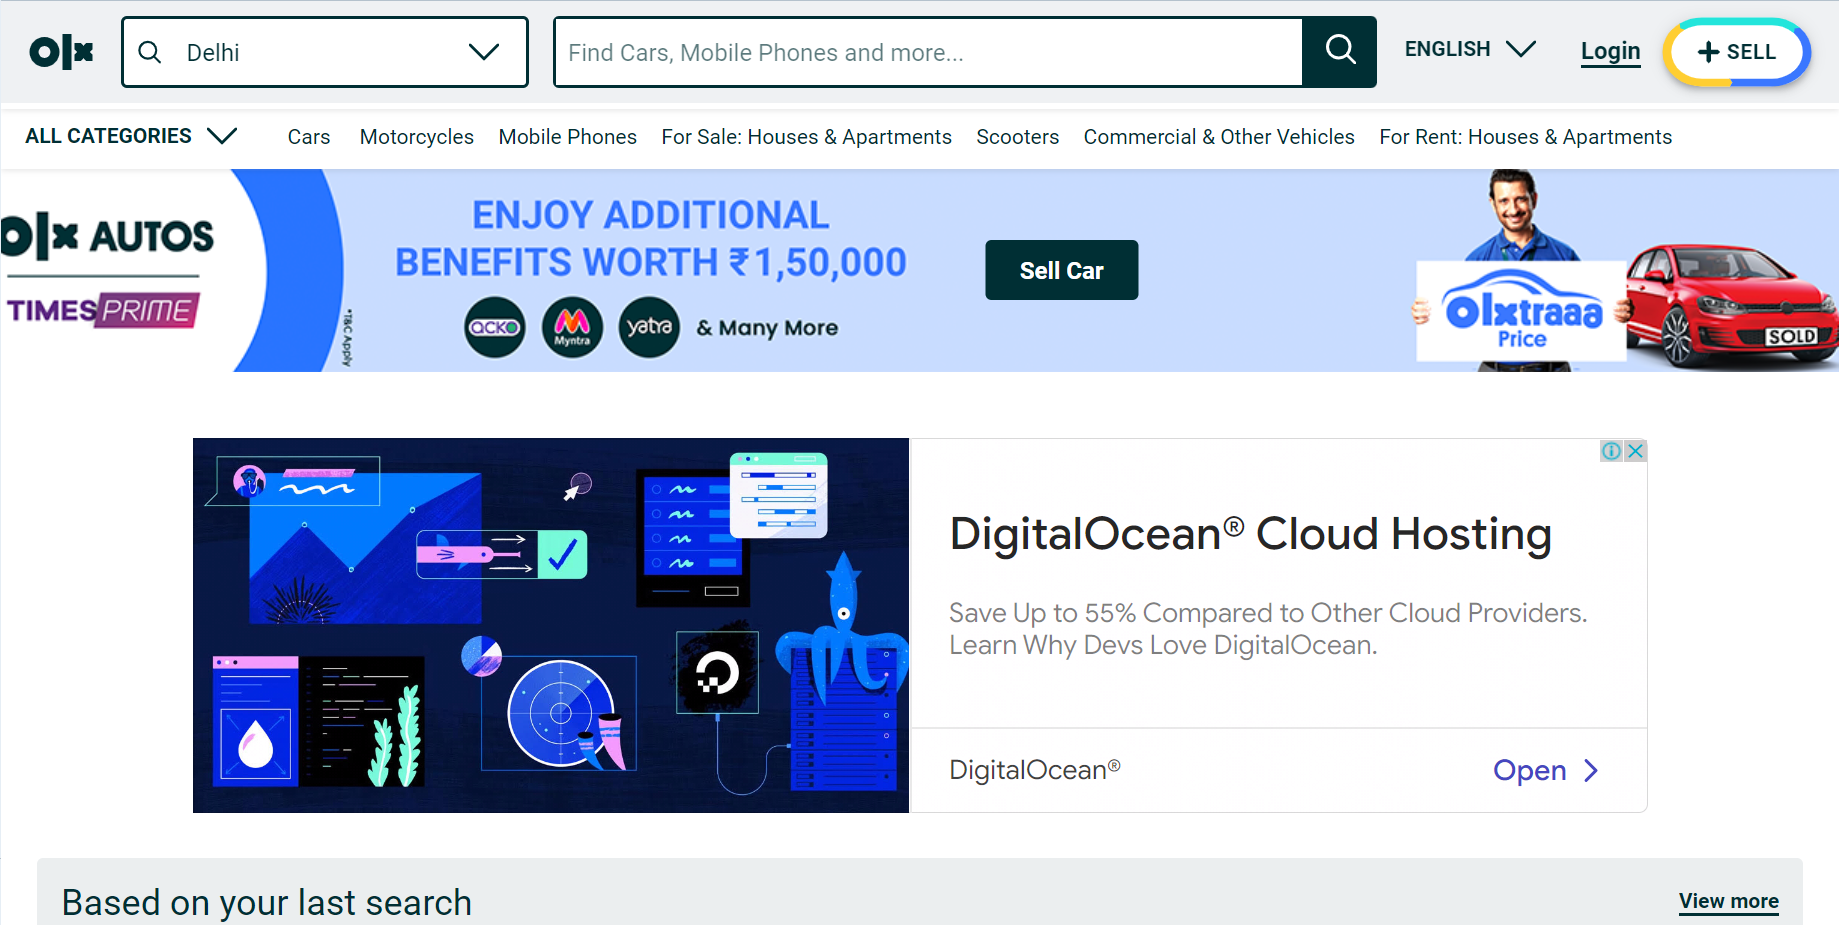 olx
Delhi
Find Cars, Mobile Phones and more...
ENGLISH
Login
+ SELL
ALL CATEGORIES
Cars
Motorcycles
Mobile Phones
For Sale: Houses & Apartments
Scooters
Commercial & Other Vehicles
For Rent: Houses & Apartments
olx AUTOS
TIMESPRIME
*T&C Apply
ENJOY ADDITIONAL
BENEFITS WORTH ₹1,50,000
acko
Myntra
yatra
& Many More
Sell Car
olxtraaa
Price
SOLD
DigitalOcean® Cloud Hosting
Save Up to 55% Compared to Other Cloud Providers.
Learn Why Devs Love DigitalOcean.
DigitalOcean®
Open
Based on your last search
View more